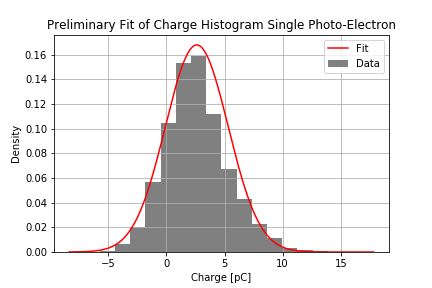 Preliminary Fit of Charge Histogram Single Photo-Electron
0.16
0.14
0.12
0.10
0.08
0.06
0.04
0.02
0.00
Density
Fit
Data
−5
0
5
10
15
Charge [pC]